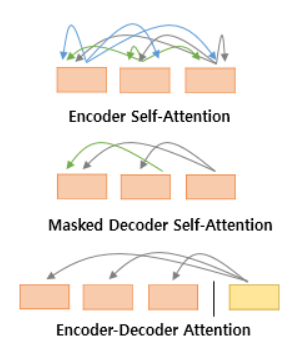 Encoder Self-Attention
Masked Decoder Self-Attention
Encoder-Decoder Attention